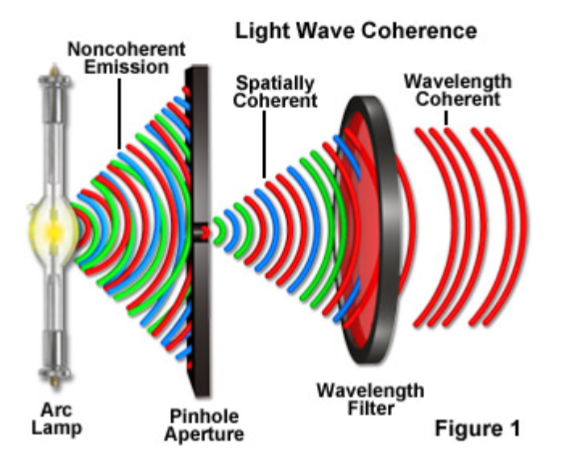 Light Wave Coherence
Noncoherent
Emission
Spatially
Coherent
Wavelength
Coherent
Arc
Lamp
Pinhole
Aperture
Wavelength
Filter
Figure 1